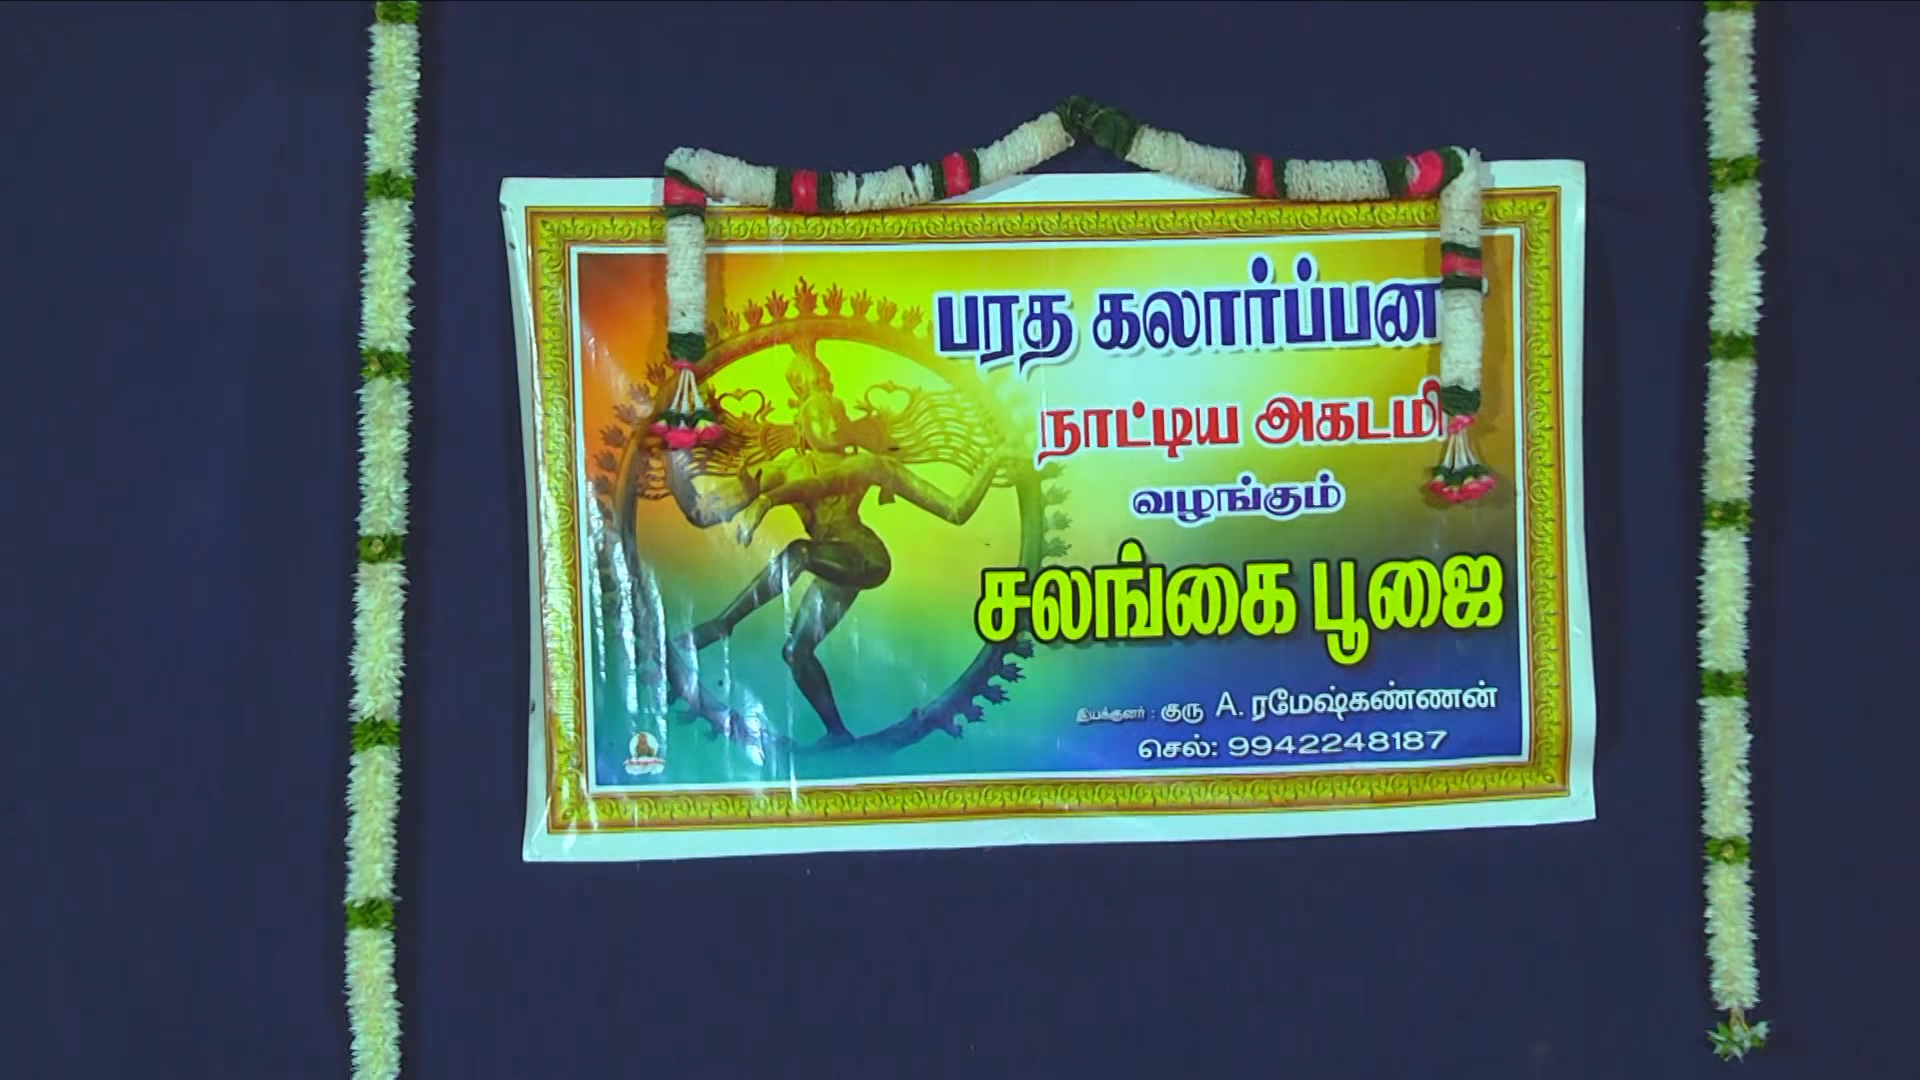 பரத கலார்ப்பன
நாட்டிய அகடமி
வழங்கும்
சலங்கை பூஜை
இயக்குனர் : குரு A. ரமேஷ்கண்ணன்
செல்: 9942248187